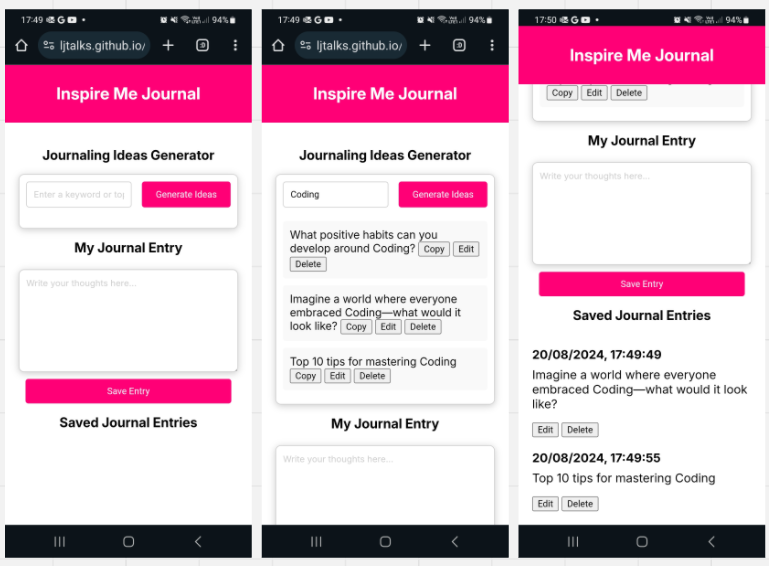 17:49
94%
ljtalks.github.io/
Inspire Me Journal
Journaling Ideas Generator
Enter a keyword or top
Generate Ideas
My Journal Entry
Write your thoughts here...
Save Entry
Saved Journal Entries
17:49
94%
ljtalks.github.io/
Inspire Me Journal
Journaling Ideas Generator
Coding
Generate Ideas
What positive habits can you
develop around Coding? Copy Edit
Delete
Imagine a world where everyone
embraced Coding—what would it
look like? Copy Edit Delete
Top 10 tips for mastering Coding
Copy Edit Delete
My Journal Entry
Write your thoughts here...
17:50
94%
Inspire Me Journal
Copy Edit Delete
My Journal Entry
Write your thoughts here...
Save Entry
Saved Journal Entries
20/08/2024, 17:49:49
Imagine a world where everyone
embraced Coding—what would it look
like?
Edit Delete
20/08/2024, 17:49:55
Top 10 tips for mastering Coding
Edit Delete